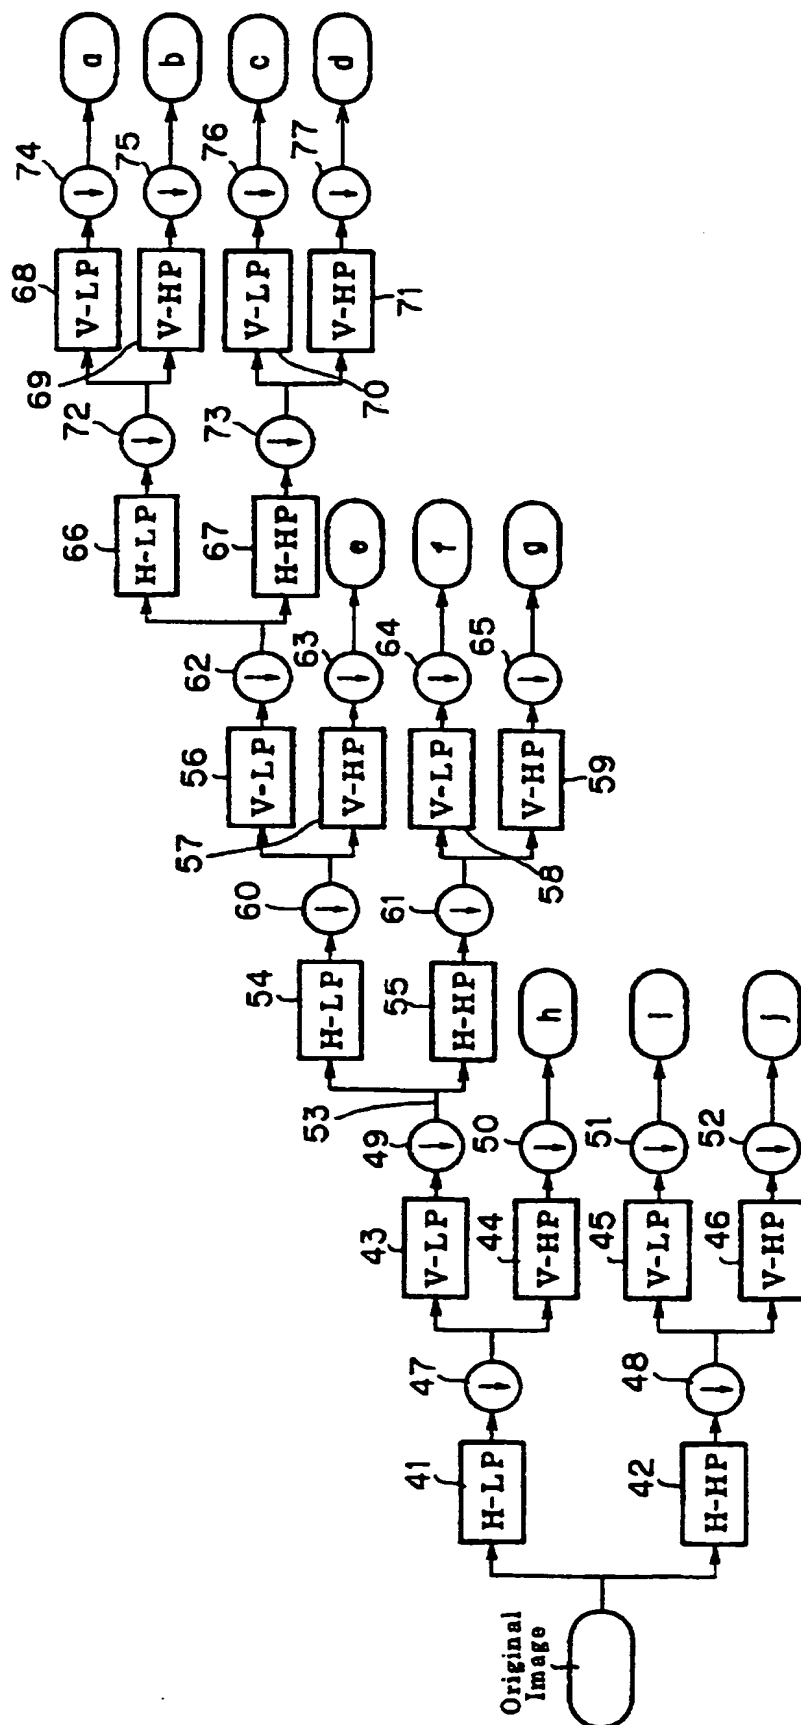 Original
Image
41
H-LP
42
H-HP
47
48
43
V-LP
44
V-HP
45
V-LP
46
V-HP
49
50
51
52
53
h
i
j
54
H-LP
55
H-HP
60
61
56
V-LP
57
V-HP
58
V-LP
59
V-HP
62
63
64
65
e
f
g
66
H-LP
67
H-HP
72
73
68
V-LP
69
V-HP
70
V-LP
71
V-HP
74
75
76
77
a
b
c
d